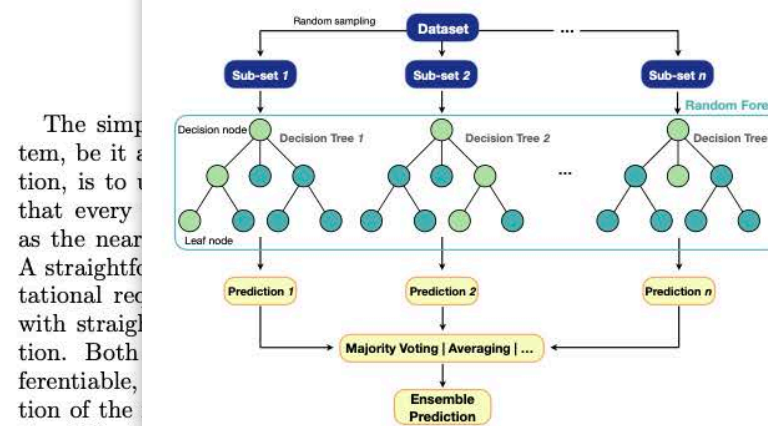 The simp
tem, be it a
tion, is to
that every
as the near
A straightfo
tational rec
with straigh
tion. Both
ferentiable,
tion of the
Random sampling
Dataset
...
Sub-set 1
Sub-set 2
Sub-set n
Random Fore
Decision node
Decision Tree 1
Decision Tree 2
Decision Tree
...
Leaf node
Prediction 1
Prediction 2
Prediction n
Majority Voting | Averaging | ...
Ensemble
Prediction